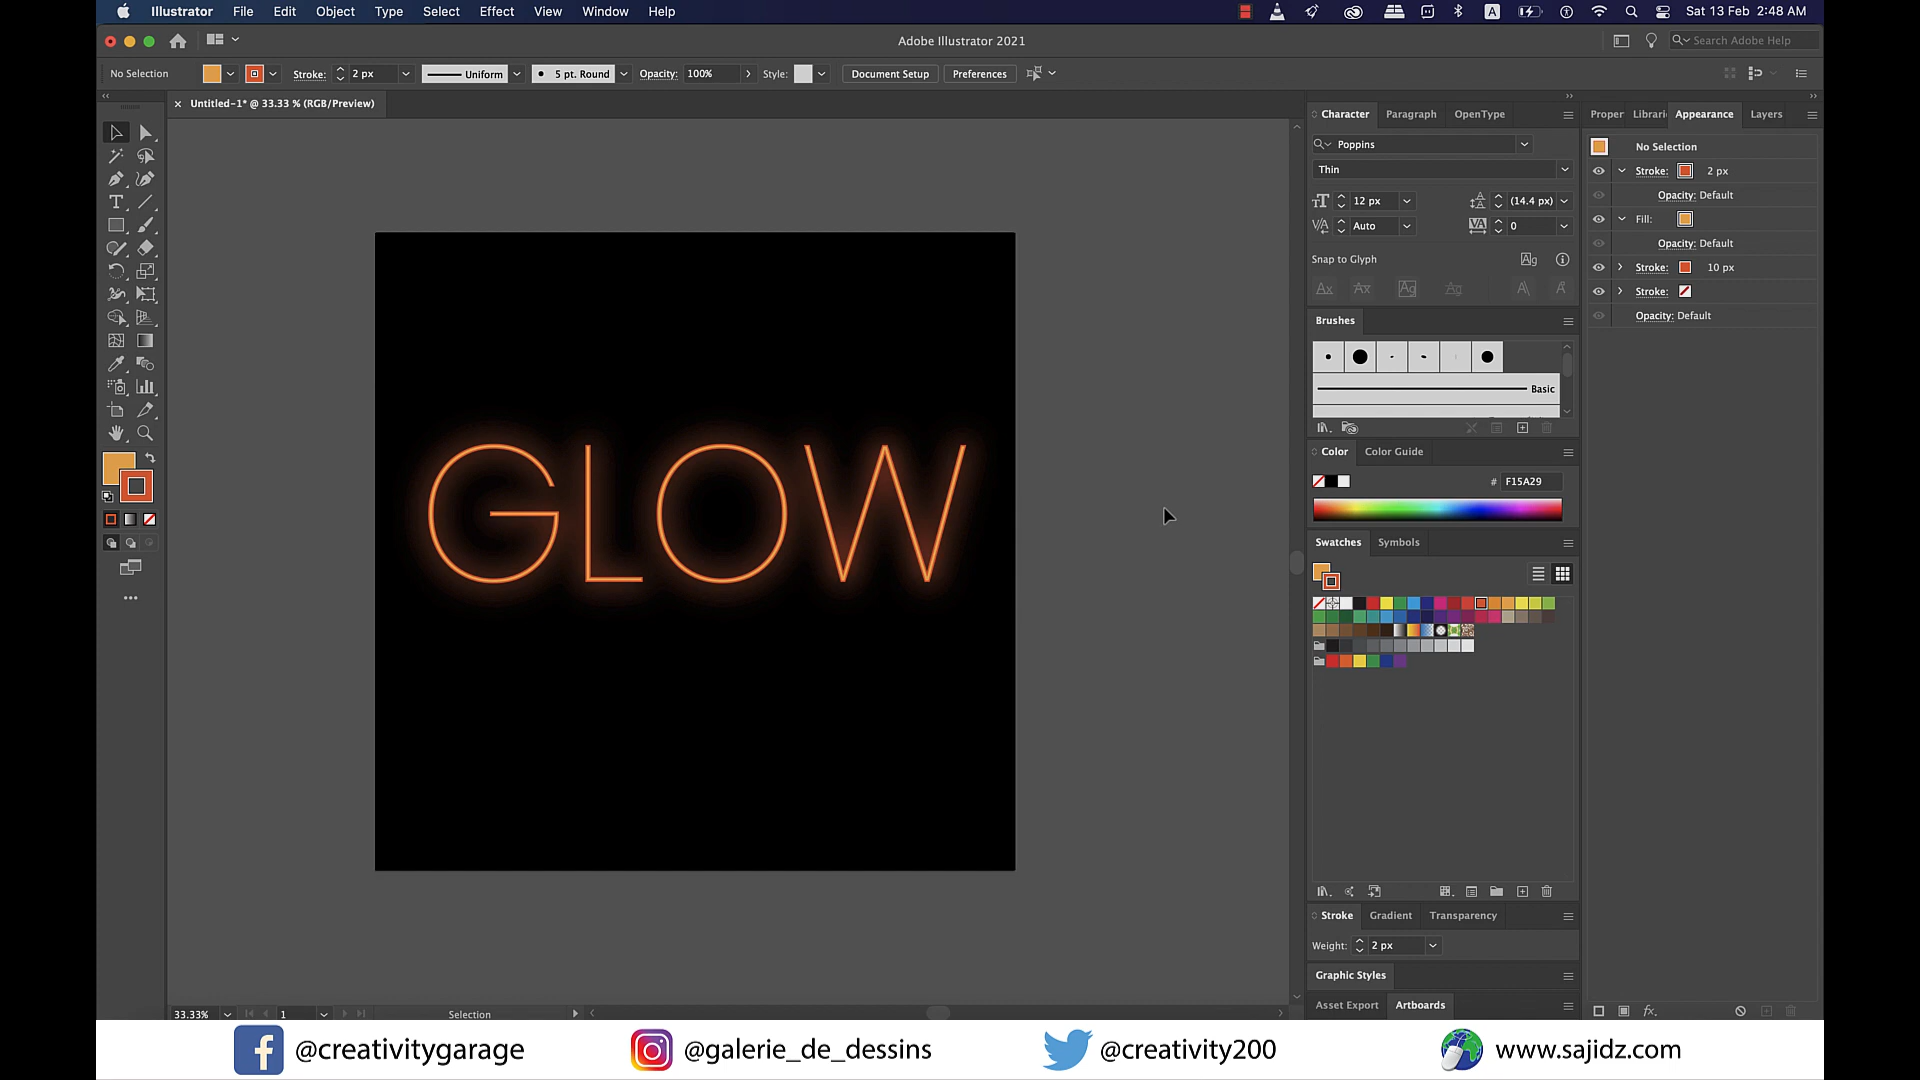 Illustrator File Edit Object Type Select Effect View Window Help
A
Sat 13 Feb 2:48 AM
Adobe Illustrator 2021
Search Adobe Help
No Selection
Stroke: 2 px
Uniform
5 pt. Round
Opacity: 100%
Style:
Document Setup
Preferences
Untitled-1* @ 33.33 % (RGB/Preview)
GLOW
Character Paragraph OpenType
Poppins
Thin
12 px
(14.4 px)
Auto
0
Snap to Glyph
Brushes
Basic
Color Color Guide
# F15A29
Swatches Symbols
Stroke Gradient Transparency
Weight: 2 px
Graphic Styles
Asset Export Artboards
Proper Librari Appearance Layers
No Selection
Stroke: 2 px
Opacity: Default
Fill:
Opacity: Default
Stroke: 10 px
Stroke:
Opacity: Default
fx
33.33% 1 Selection
@creativitygarage @galerie_de_dessins @creativity200 www.sajidz.com